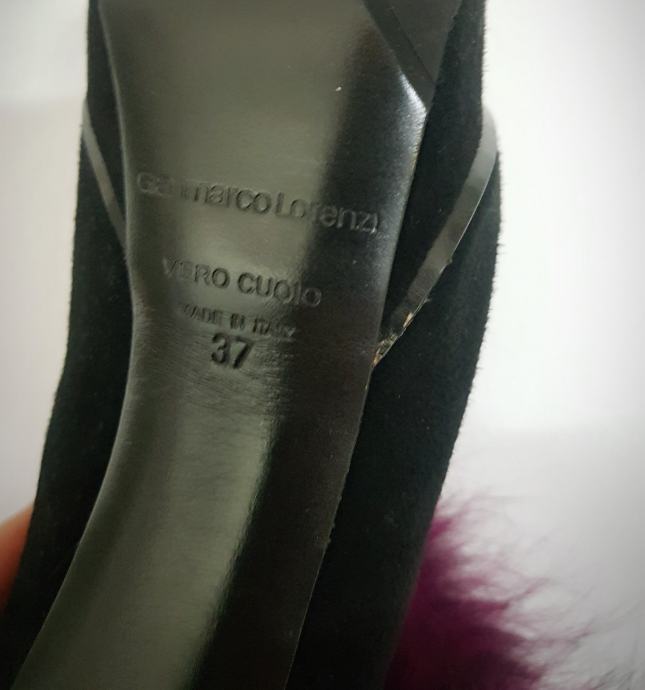 Gianmarco Lorenzi
VERO CUOIO
MADE IN ITALY
37